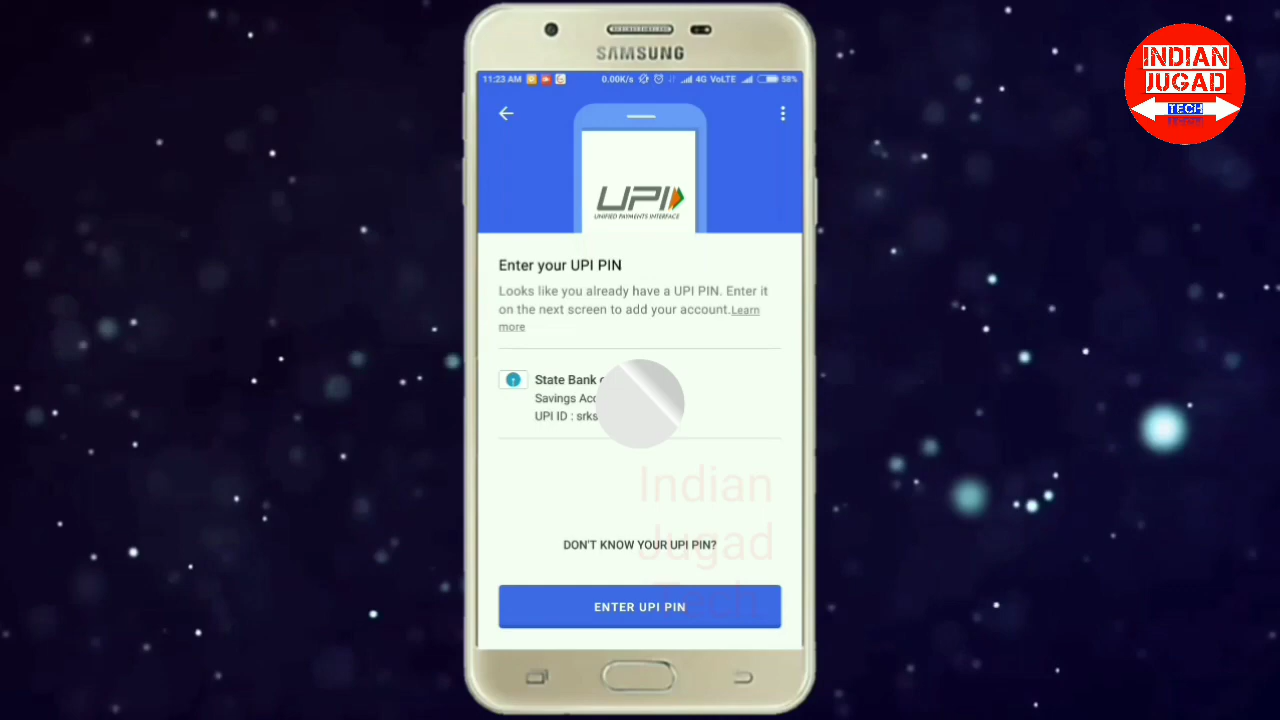 SAMSUNG
INDIAN
JUGAD
TECH
11:23 AM 0.00K/s 4G VoLTE 58%
UPI
UNIFIED PAYMENTS INTERFACE
Enter your UPI PIN
Looks like you already have a UPI PIN. Enter it
on the next screen to add your account.Learn
more
State Bank
Savings
UPI ID :
Indian
Jugad
Tech
DON'T KNOW YOUR UPI PIN?
ENTER UPI PIN